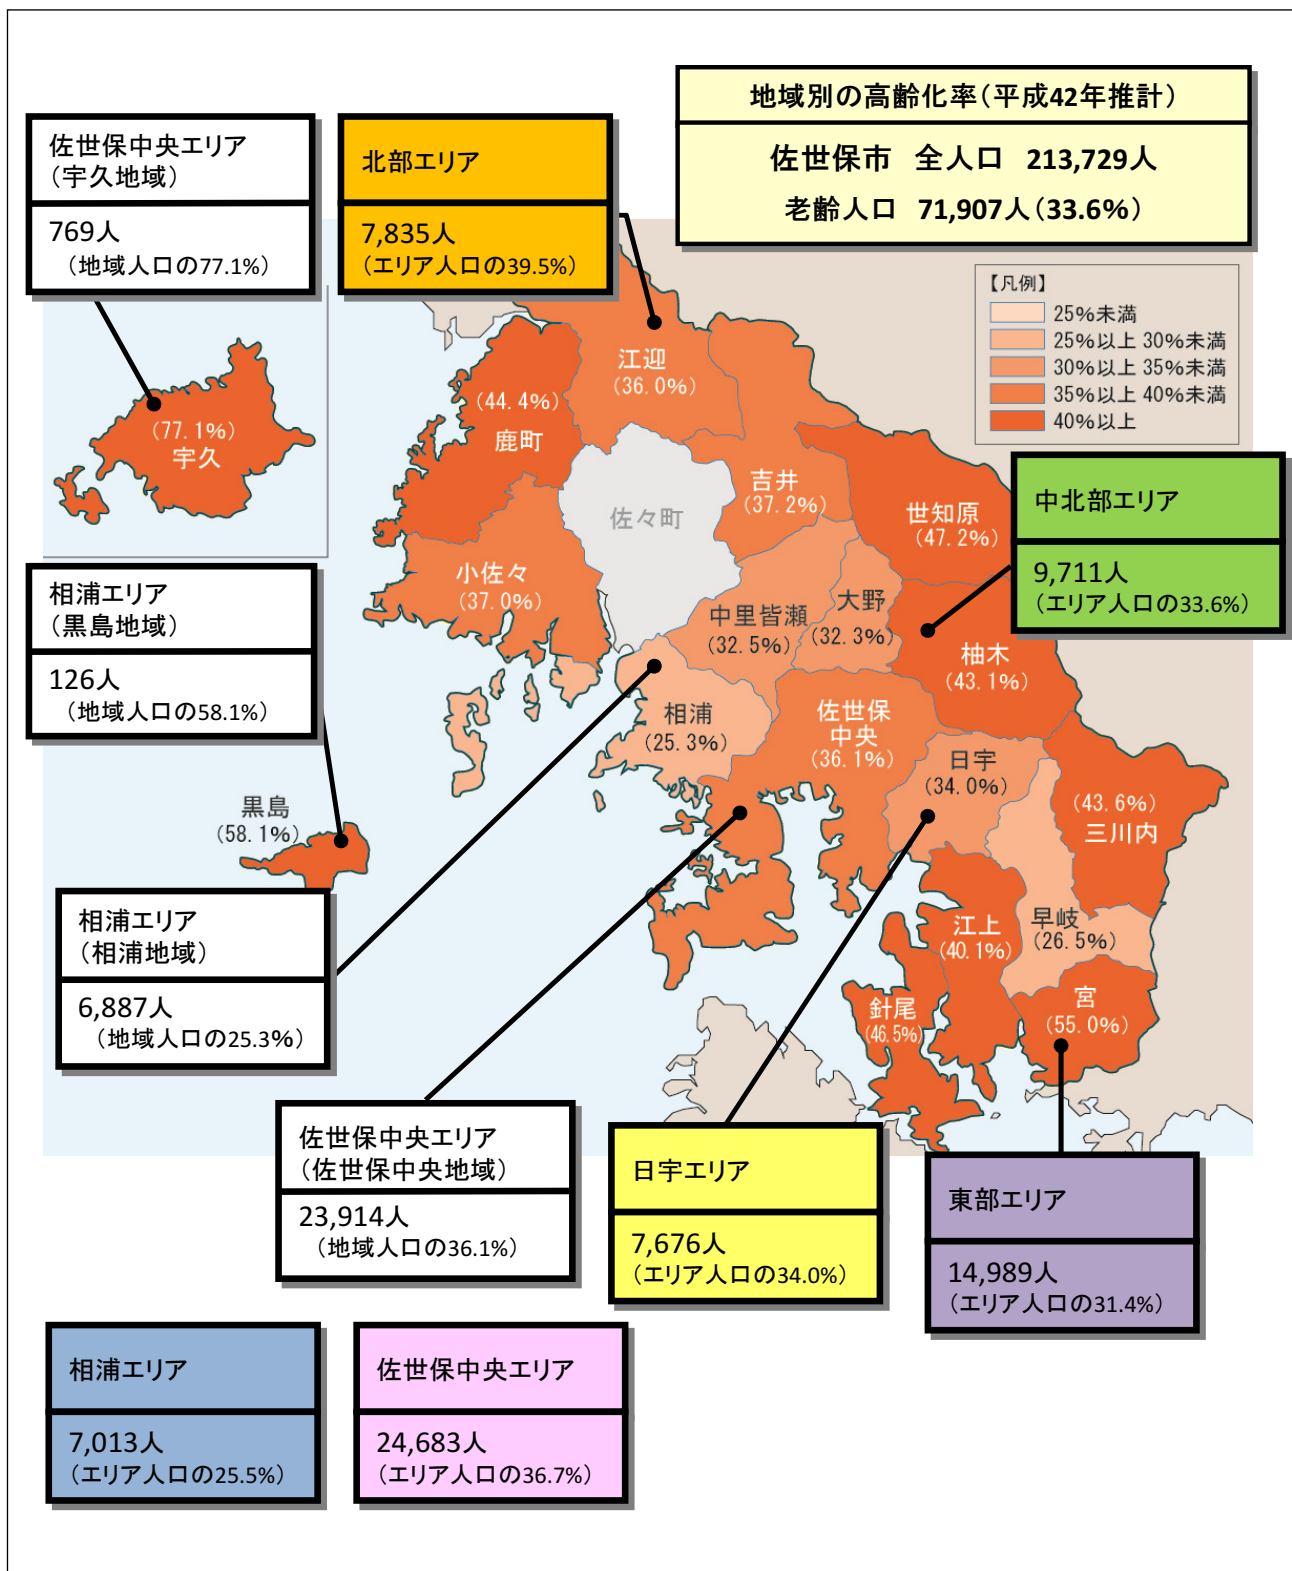 地域別の高齢化率（平成42年推計）
佐世保市　全人口　213,729人
老齢人口　71,907人（33.6%）
佐世保中央エリア
（宇久地域）
769人
（地域人口の77.1%）
北部エリア
7,835人
（エリア人口の39.5%）
【凡例】
25%未満
25%以上 30%未満
30%以上 35%未満
35%以上 40%未満
40%以上
江迎
（36.0%）
（44.4%）
鹿町
（77.1%）
宇久
吉井
（37.2%）
佐々町
世知原
（47.2%）
中北部エリア
9,711人
（エリア人口の33.6%）
小佐々
（37.0%）
中里皆瀬
（32.5%）
大野
（32.3%）
柚木
（43.1%）
相浦エリア
（黒島地域）
126人
（地域人口の58.1%）
相浦
（25.3%）
佐世保
中央
（36.1%）
日宇
（34.0%）
（43.6%）
三川内
黒島
（58.1%）
相浦エリア
（相浦地域）
6,887人
（地域人口の25.3%）
江上
（40.1%）
早岐
（26.5%）
針尾
（46.5%）
宮
（55.0%）
佐世保中央エリア
（佐世保中央地域）
23,914人
（地域人口の36.1%）
日宇エリア
7,676人
（エリア人口の34.0%）
東部エリア
14,989人
（エリア人口の31.4%）
相浦エリア
7,013人
（エリア人口の25.5%）
佐世保中央エリア
24,683人
（エリア人口の36.7%）